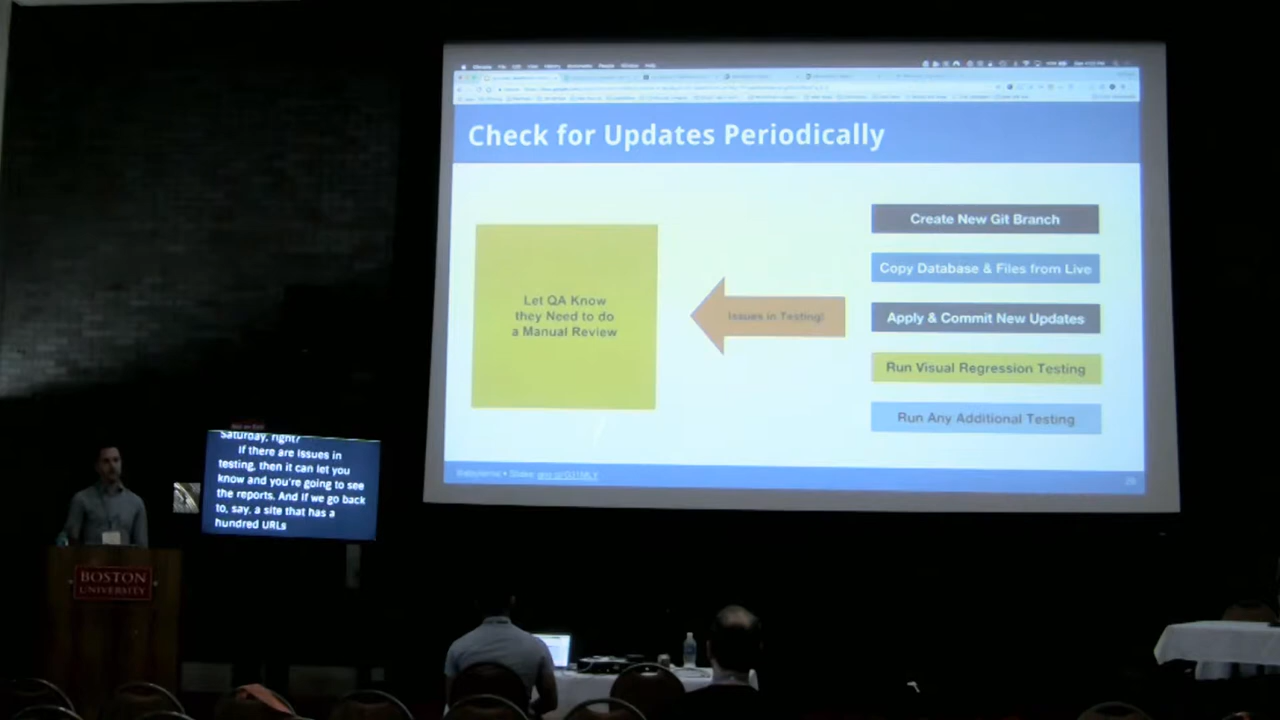 Check for Updates Periodically
Let QA Know
they Need to do
a Manual Review
Issues in Testing!
Create New Git Branch
Copy Database & Files from Live
Apply & Commit New Updates
Run Visual Regression Testing
Run Any Additional Testing
Saturday, right?
If there are issues in
testing, then it can let you
know and you're going to see
the reports. And if we go back
to, say, a site that has a
hundred URLs
BOSTON
UNIVERSITY